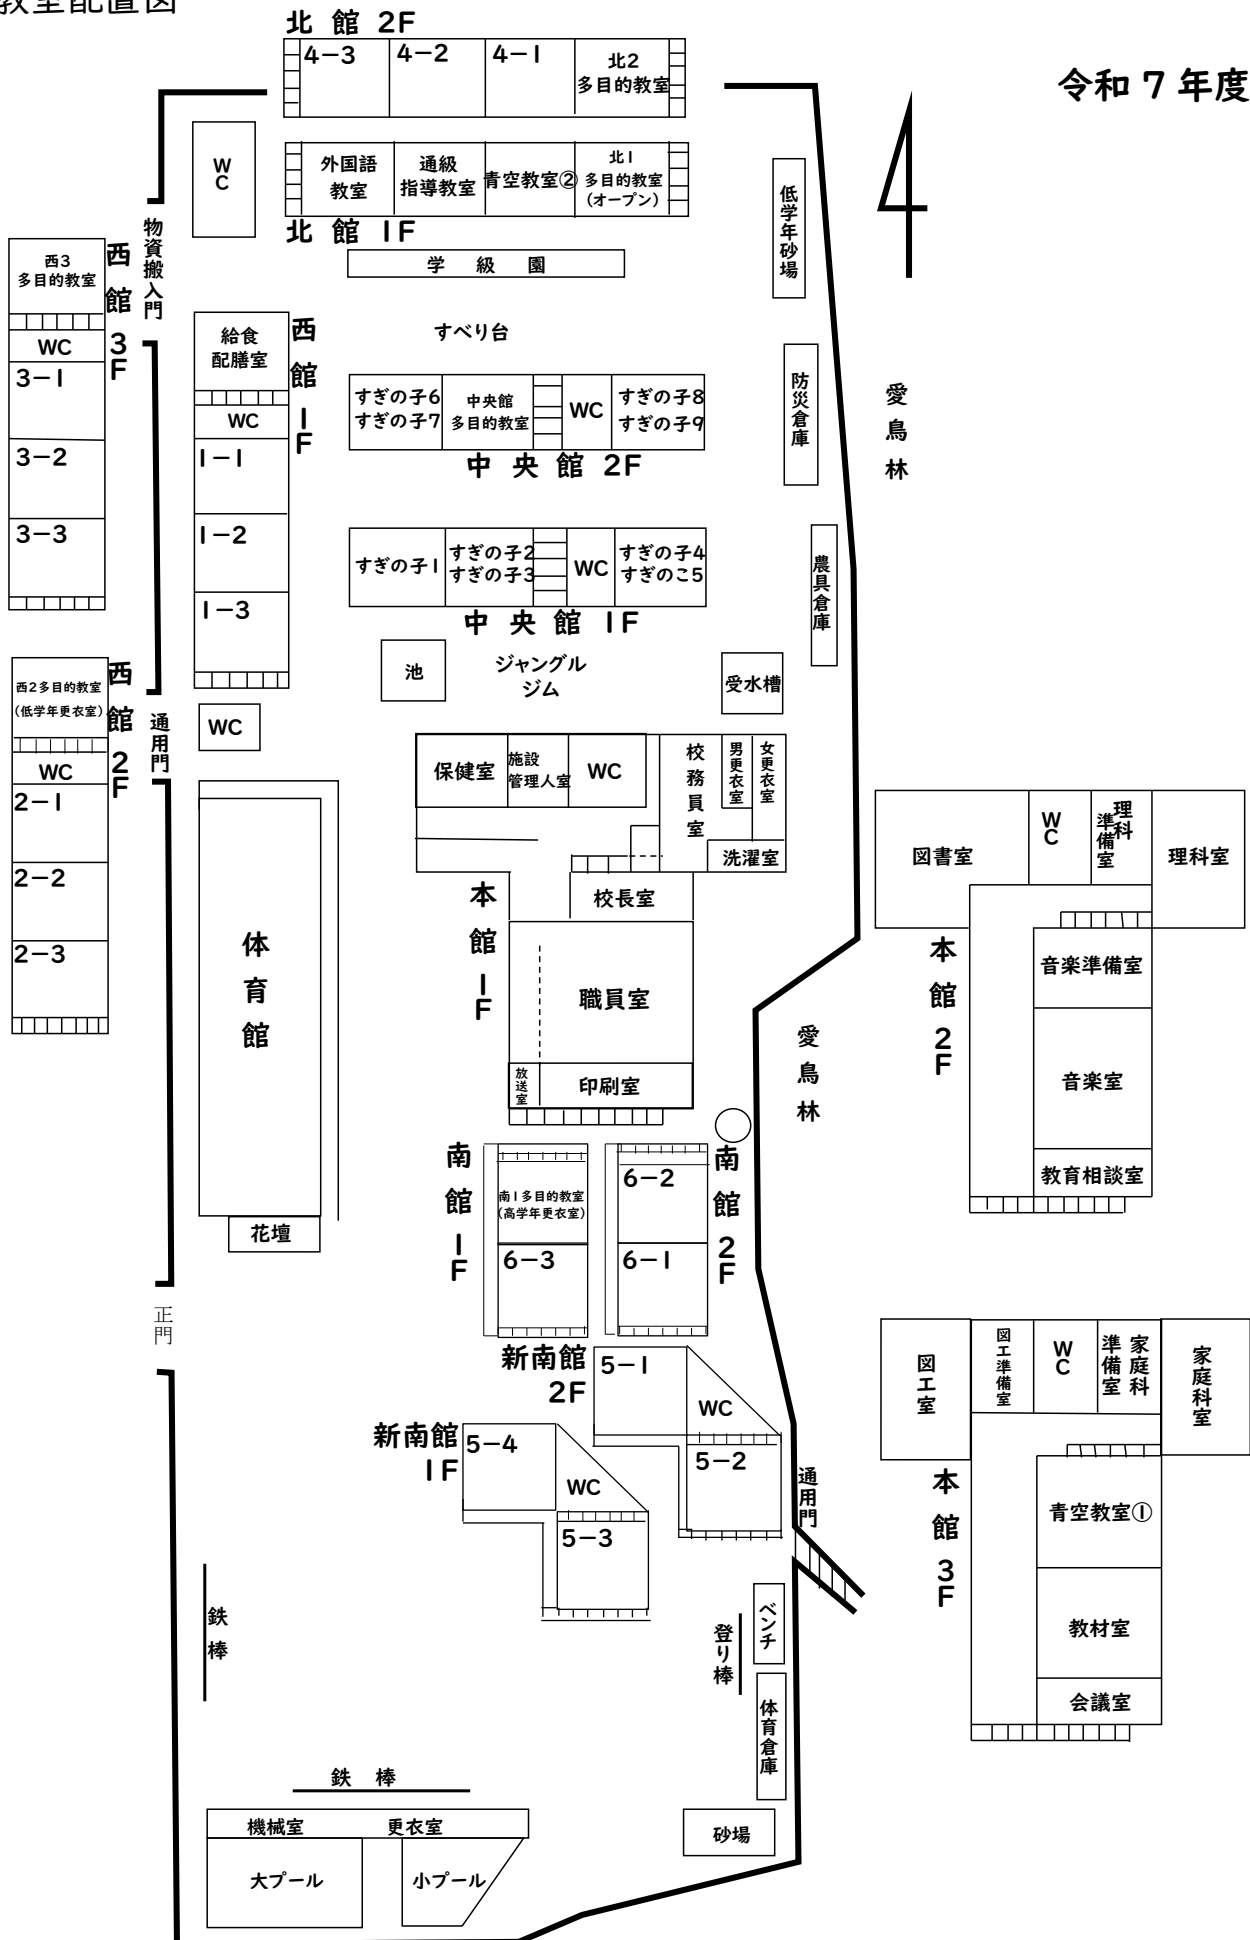 教室配置図
令和７年度
北 館 2F
4－3
4－2
4－1
北2
多目的教室
WC
外国語
教室
通級
指導教室
青空教室②
北1
多目的教室
(オープン)
北 館 1F
学 級 園
低学年砂場
物資搬入門
西3
多目的教室
西館3F
WC
3－1
3－2
3－3
給食
配膳室
西館1F
WC
1－1
1－2
1－3
すべり台
すぎの子6
すぎの子7
中央館
多目的教室
WC
すぎの子8
すぎの子9
中 央 館 2F
防災倉庫
愛鳥林
すぎの子1
すぎの子2
すぎの子3
WC
すぎの子4
すぎのこ5
中 央 館 1F
農具倉庫
池
ジャングル
ジム
受水槽
西2多目的教室
(低学年更衣室)
西館2F
WC
2－1
2－2
2－3
通用門
WC
保健室
施設
管理人室
WC
校務員室
男更衣室
女更衣室
洗濯室
校長室
本館1F
職員室
放送室
印刷室
体育館
花壇
愛鳥林
図書室
WC
理科
準備室
理科室
本館2F
音楽準備室
音楽室
教育相談室
南館1F
南1多目的教室
(高学年更衣室)
6－3
6－2
6－1
南館2F
正門
新南館
2F
5－1
WC
5－2
新南館
1F
5－4
WC
5－3
通用門
図工室
図工準備室
WC
家庭科
準備室
家庭科室
本館3F
青空教室①
教材室
会議室
鉄棒
登り棒
ベンチ
体育倉庫
鉄 棒
機械室
更衣室
大プール
小プール
砂場